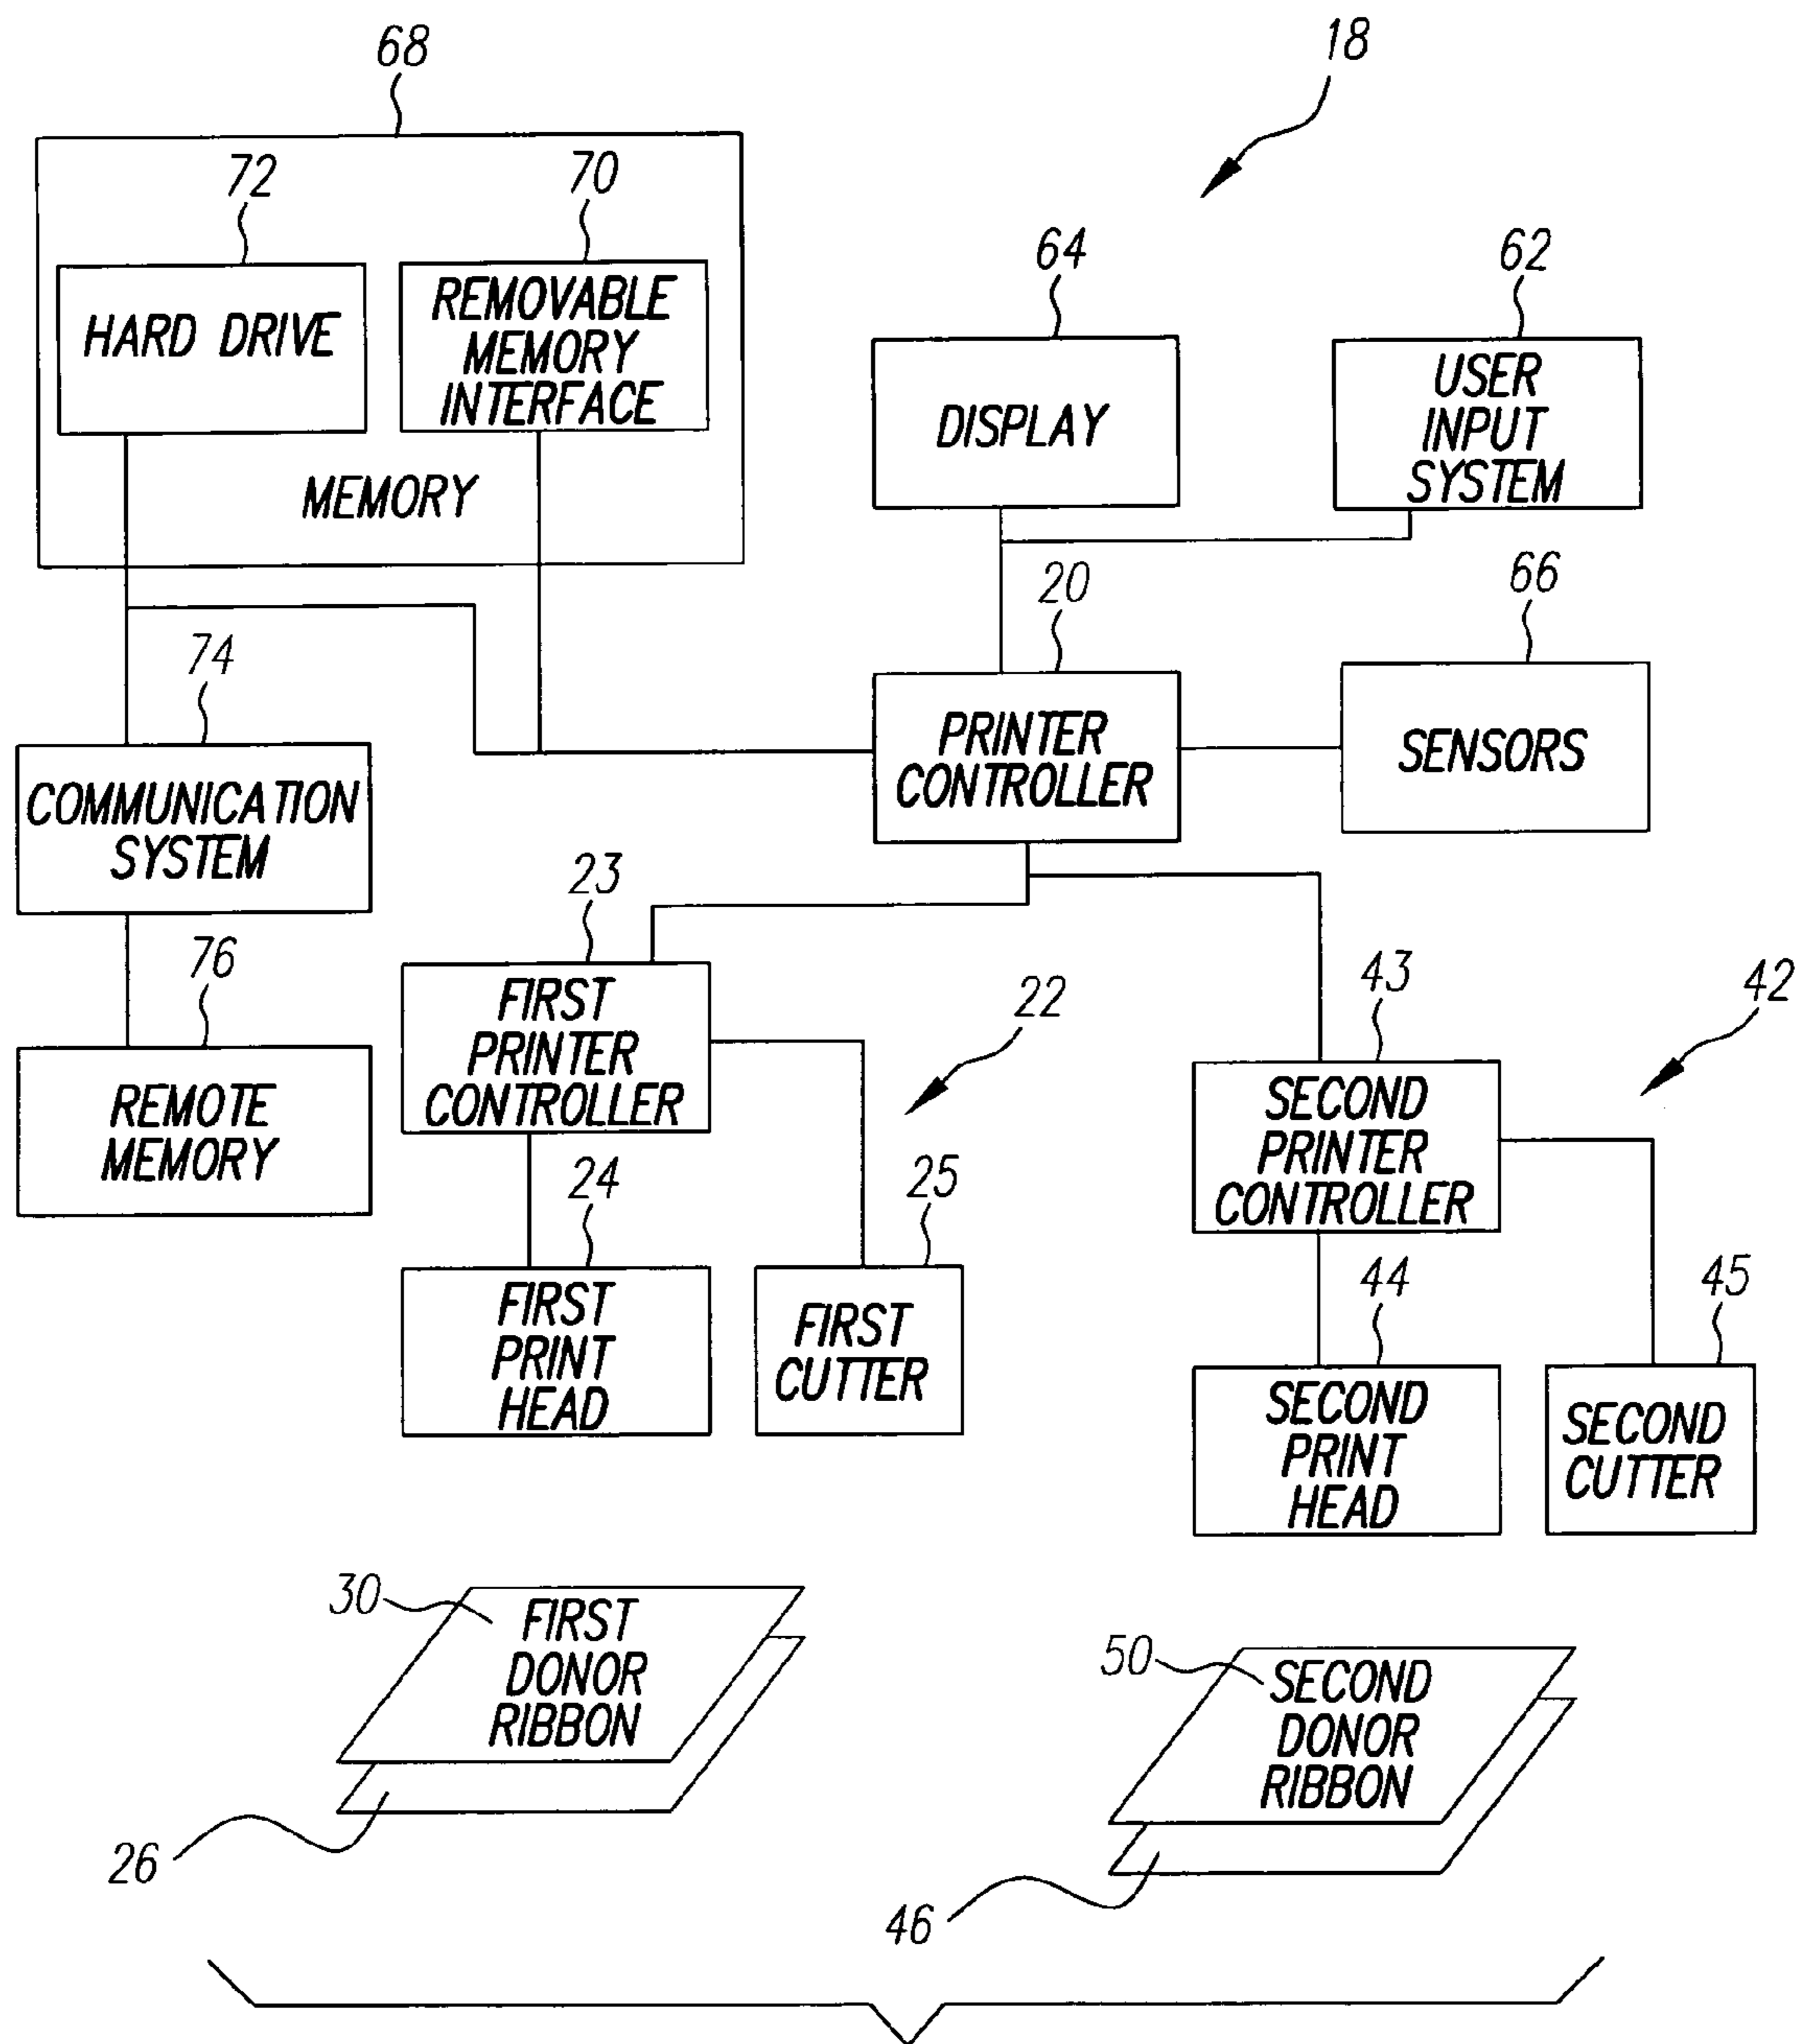 68
18
72
70
HARD DRIVE
REMOVABLE
MEMORY
INTERFACE
MEMORY
64
62
DISPLAY
USER
INPUT
SYSTEM
20
66
74
PRINTER
CONTROLLER
SENSORS
COMMUNICATION
SYSTEM
23
76
FIRST
PRINTER
CONTROLLER
22
43
42
REMOTE
MEMORY
SECOND
PRINTER
CONTROLLER
24
25
FIRST
PRINT
HEAD
FIRST
CUTTER
44
45
SECOND
PRINT
HEAD
SECOND
CUTTER
30
FIRST
DONOR
RIBBON
50
SECOND
DONOR
RIBBON
26
46